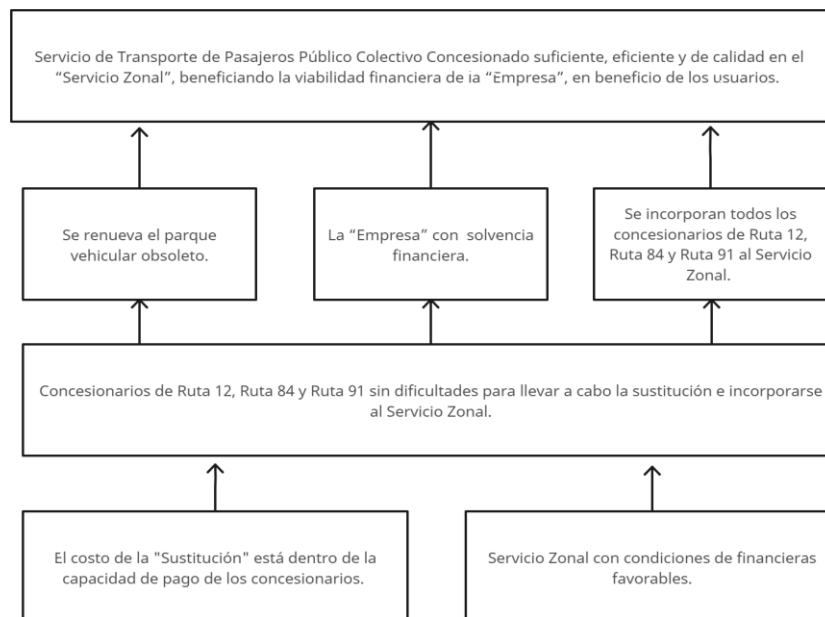 Servicio de Transporte de Pasajeros Público Colectivo Concesionado suficiente, eficiente y de calidad en el
“Servicio Zonal”, beneficiando la viabilidad financiera de la “Empresa”, en beneficio de los usuarios.
Se renueva el parque
vehicular obsoleto.
La “Empresa” con solvencia
financiera.
Se incorporan todos los
concesionarios de Ruta 12,
Ruta 84 y Ruta 91 al Servicio
Zonal.
Concesionarios de Ruta 12, Ruta 84 y Ruta 91 sin dificultades para llevar a cabo la sustitución e incorporarse
al Servicio Zonal.
El costo de la "Sustitución" está dentro de la
capacidad de pago de los concesionarios.
Servicio Zonal con condiciones de financieras
favorables.